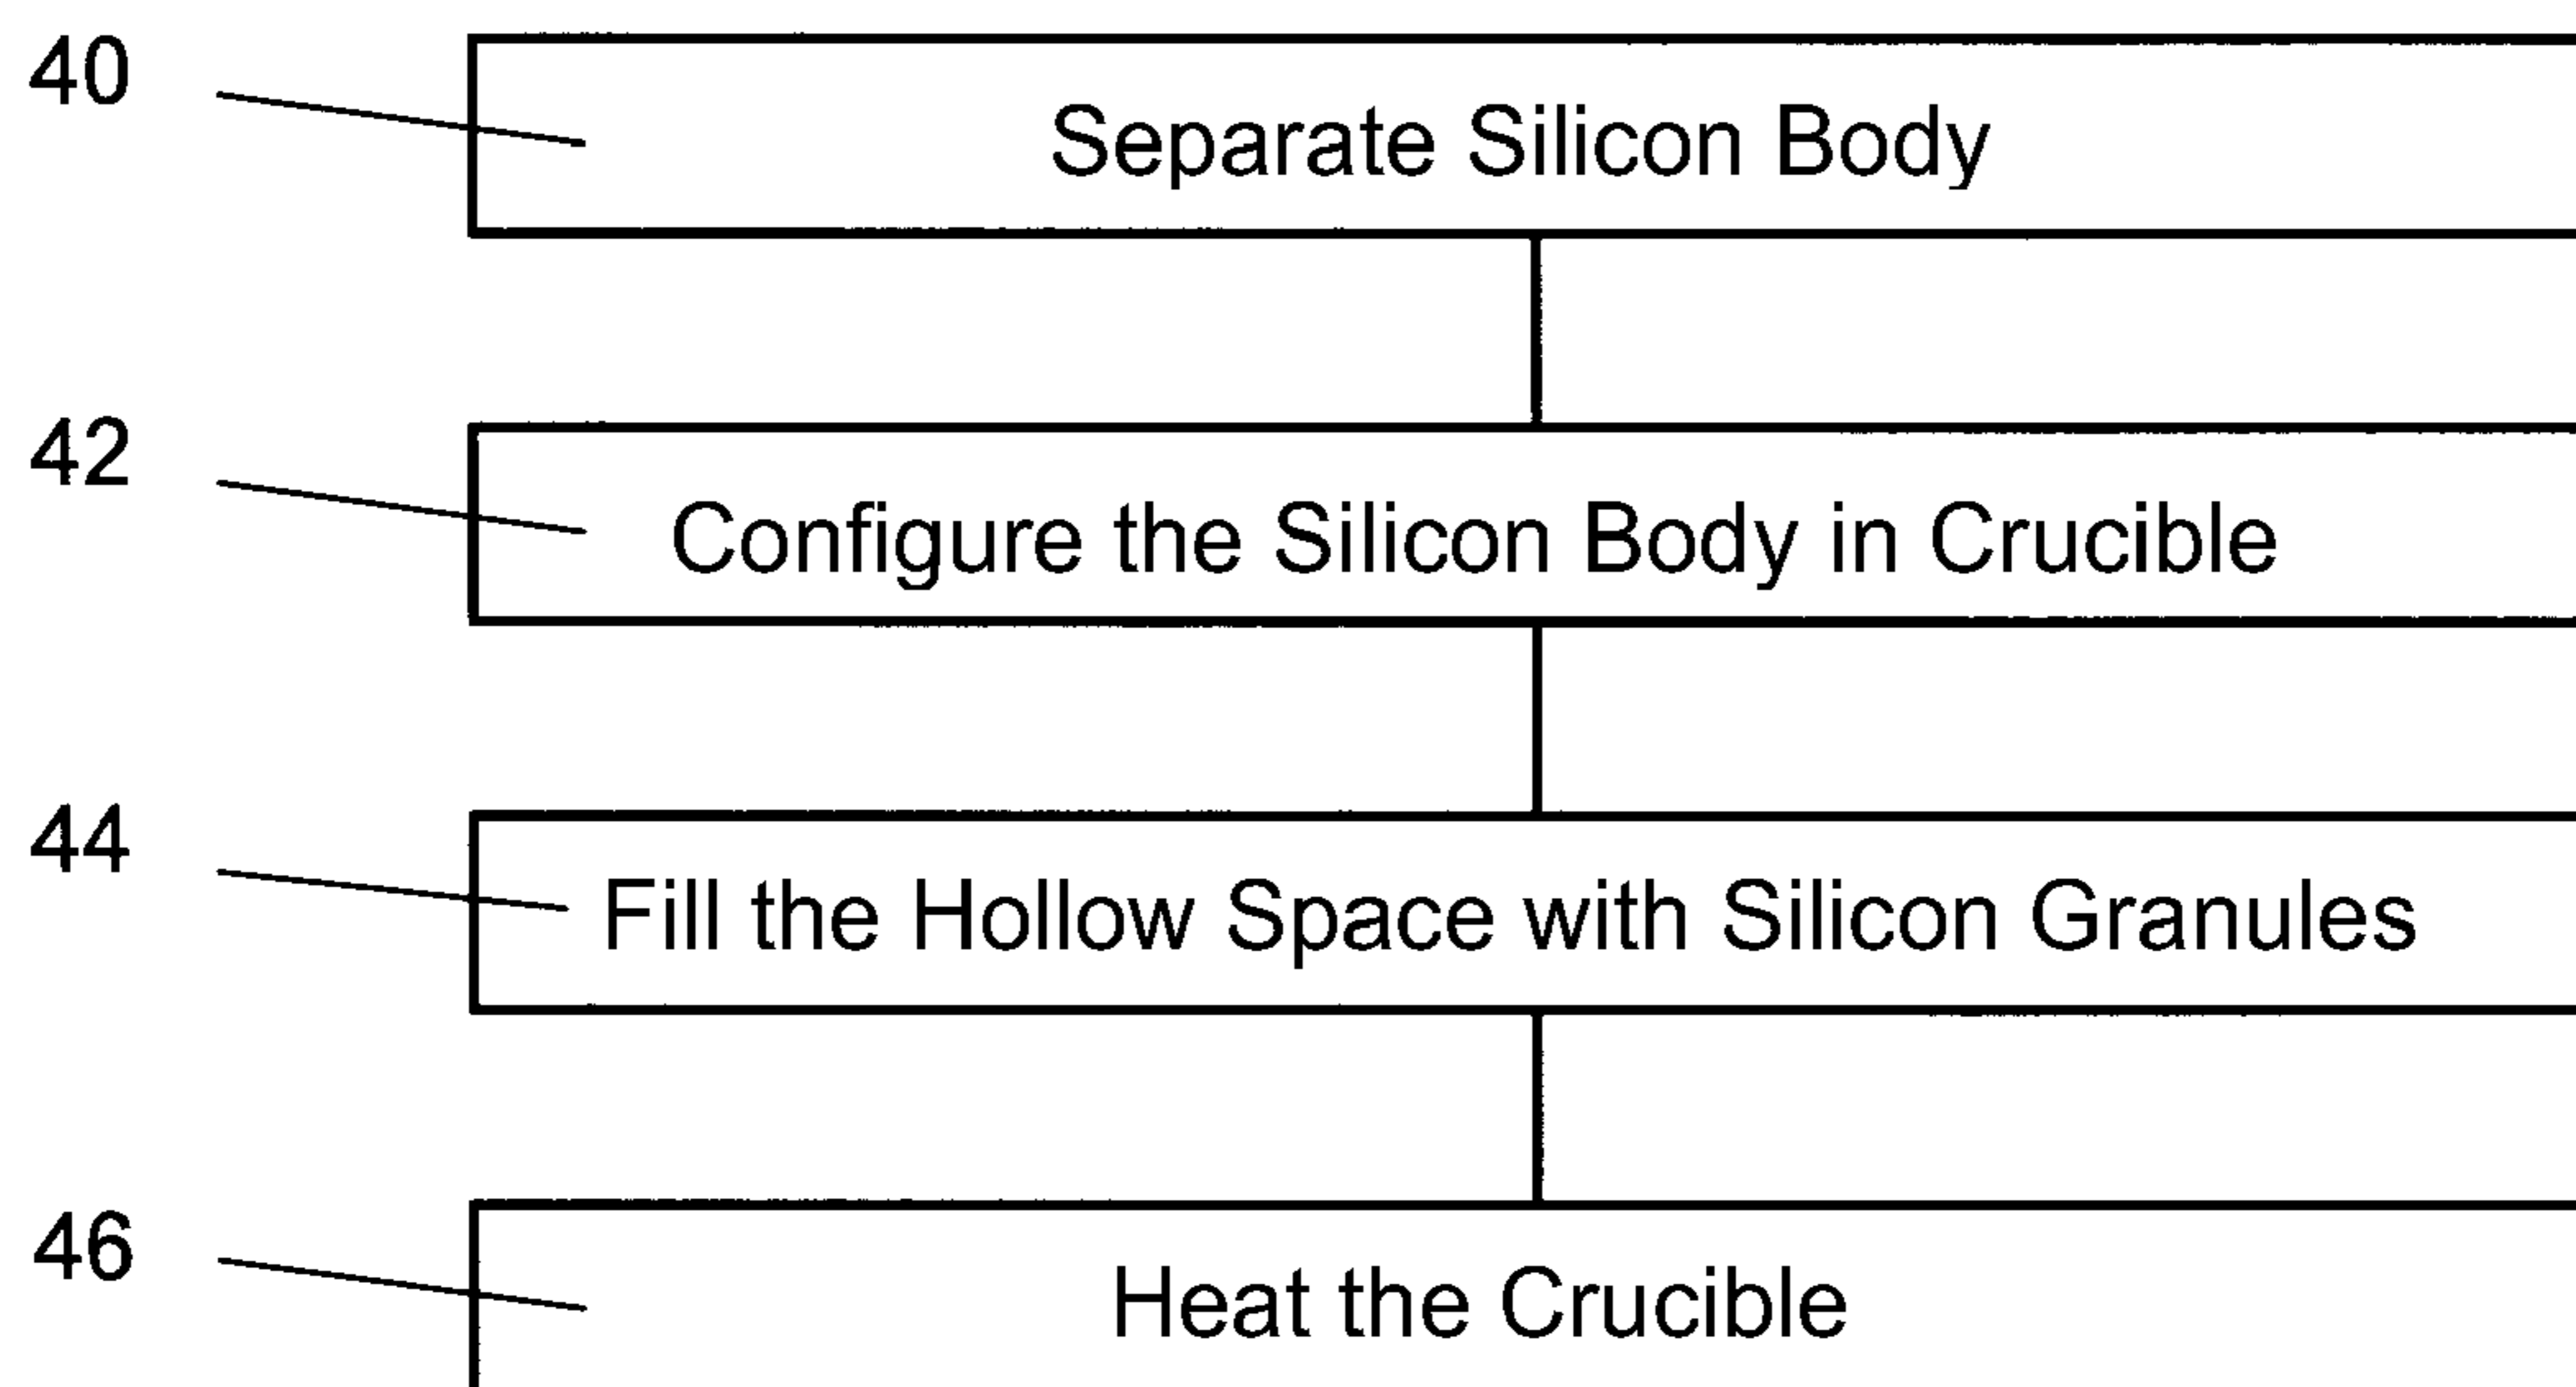 40
Separate Silicon Body
42
Configure the Silicon Body in Crucible
44
Fill the Hollow Space with Silicon Granules
46
Heat the Crucible